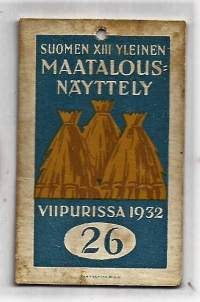 SUOMEN XIII YLEINEN
MAATALOUS=
NÄYTTELY
VIIPURISSA 1932
26